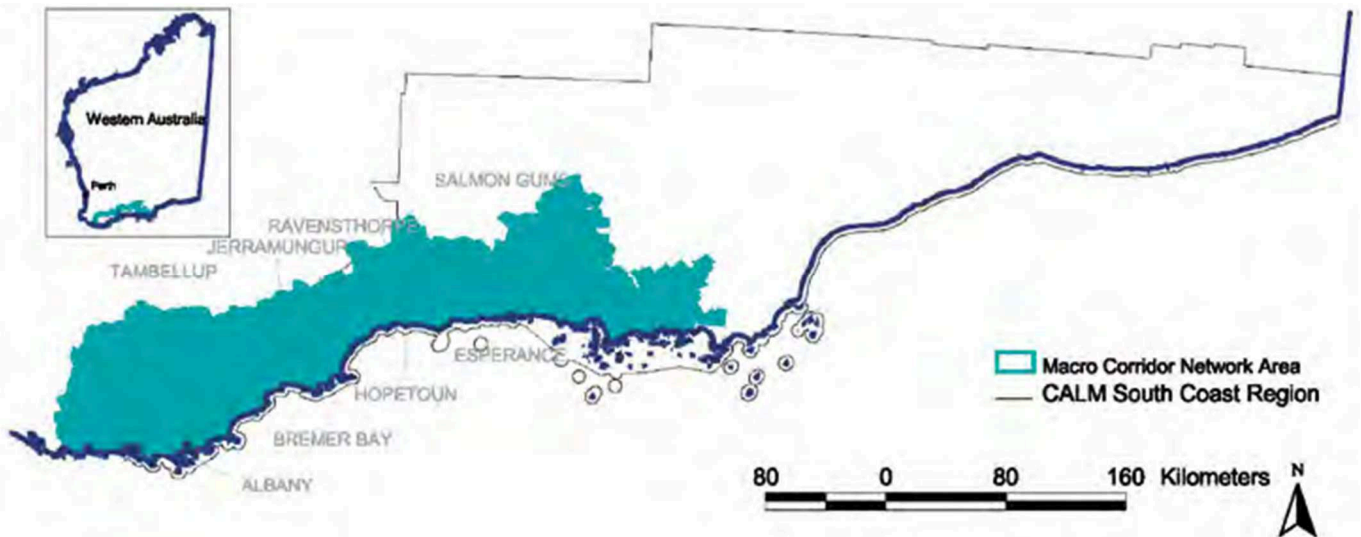 Western Australia
Perth
SALMON GUMS
RAVENSTHORPE
JERRAMUNGUP
TAMBELLUP
ESPERANCE
HOPETOUN
BREMER BAY
ALBANY
Macro Corridor Network Area
CALM South Coast Region
80 0 80 160 Kilometers
N